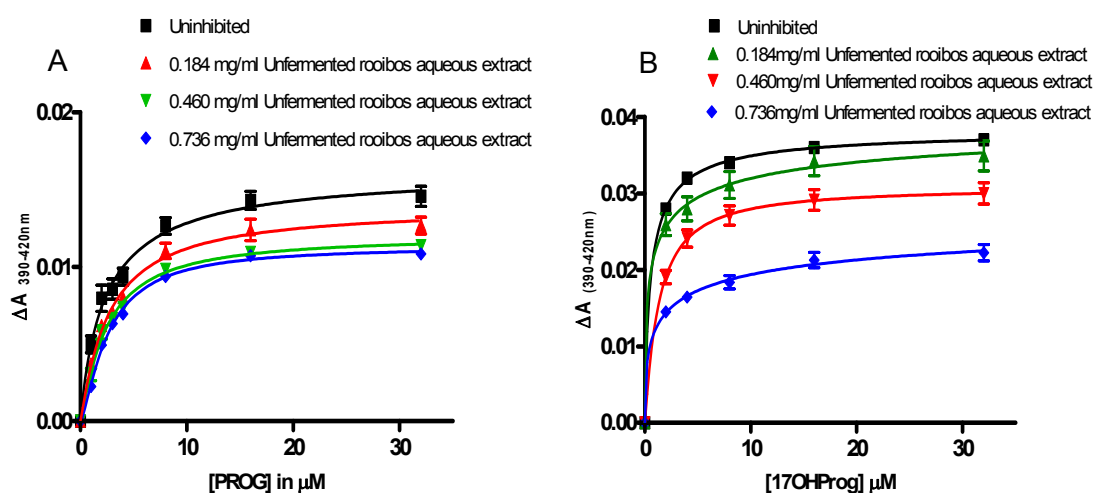 A
Uninhibited
0.184 mg/ml Unfermented rooibos aqueous extract
0.460 mg/ml Unfermented rooibos aqueous extract
0.736 mg/ml Unfermented rooibos aqueous extract
0.02
0.01
0.00
ΔA 390-420nm
0
10
20
30
[PROG] in μM
B
Uninhibited
0.184mg/ml Unfemented rooibos aqueous extract
0.460mg/ml Unfemented rooibos aqueous extract
0.736mg/ml Unfemented rooibos aqueous extract
0.04
0.03
0.02
0.01
0.00
ΔA (390-420nm)
0
10
20
30
[17OHProg] μM